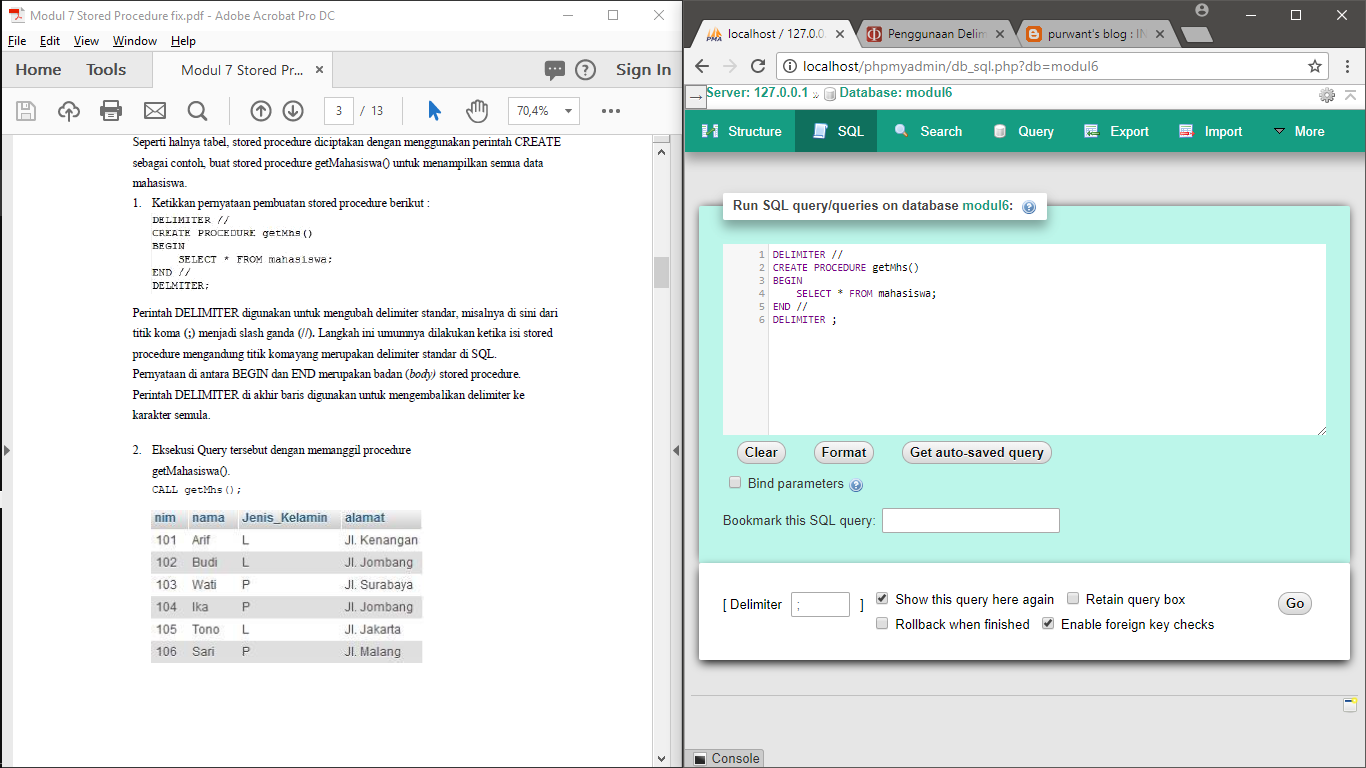 Modul 7 Stored Procedure fix.pdf - Adobe Acrobat Pro DC
File Edit View Window Help
Home Tools Modul 7 Stored Pr... × Sign In
3 / 13 70,4%
Seperti halnya tabel, stored procedure diciptakan dengan menggunakan perintah CREATE
sebagai contoh, buat stored procedure getMahasiswa() untuk menampilkan semua data
mahasiswa.
1. Ketikkan pernyataan pembuatan stored procedure berikut :
DELIMITER //
CREATE PROCEDURE getMhs()
BEGIN
SELECT * FROM mahasiswa;
END //
DELMITER;
Perintah DELIMITER digunakan untuk mengubah delimiter standar, misalnya di sini dari
titik koma (;) menjadi slash ganda (//). Langkah ini umumnya dilakukan ketika isi stored
procedure mengandung titik komayang merupakan delimiter standar di SQL.
Pernyataan di antara BEGIN dan END merupakan badan (body) stored procedure.
Perintah DELIMITER di akhir baris digunakan untuk mengembalikan delimiter ke
karakter semula.
2. Eksekusi Query tersebut dengan memanggil procedure
getMahasiswa().
CALL getMhs();
nim nama Jenis_Kelamin alamat
101 Arif L Jl. Kenangan
102 Budi L Jl. Jombang
103 Wati P Jl. Surabaya
104 Ika P Jl. Jombang
105 Tono L Jl. Jakarta
106 Sari P Jl. Malang
PMA localhost / 127.0.0. × Penggunaan Delim × purwant's blog : IN ×
localhost/phpmyadmin/db_sql.php?db=modul6
Server: 127.0.0.1 » Database: modul6
Structure SQL Search Query Export Import More
Run SQL query/queries on database modul6:
1 DELIMITER //
2 CREATE PROCEDURE getMhs()
3 BEGIN
4 SELECT * FROM mahasiswa;
5 END //
6 DELIMITER ;
Clear Format Get auto-saved query
Bind parameters
Bookmark this SQL query:
[ Delimiter ; ] Show this query here again Retain query box Go
Rollback when finished Enable foreign key checks
Console